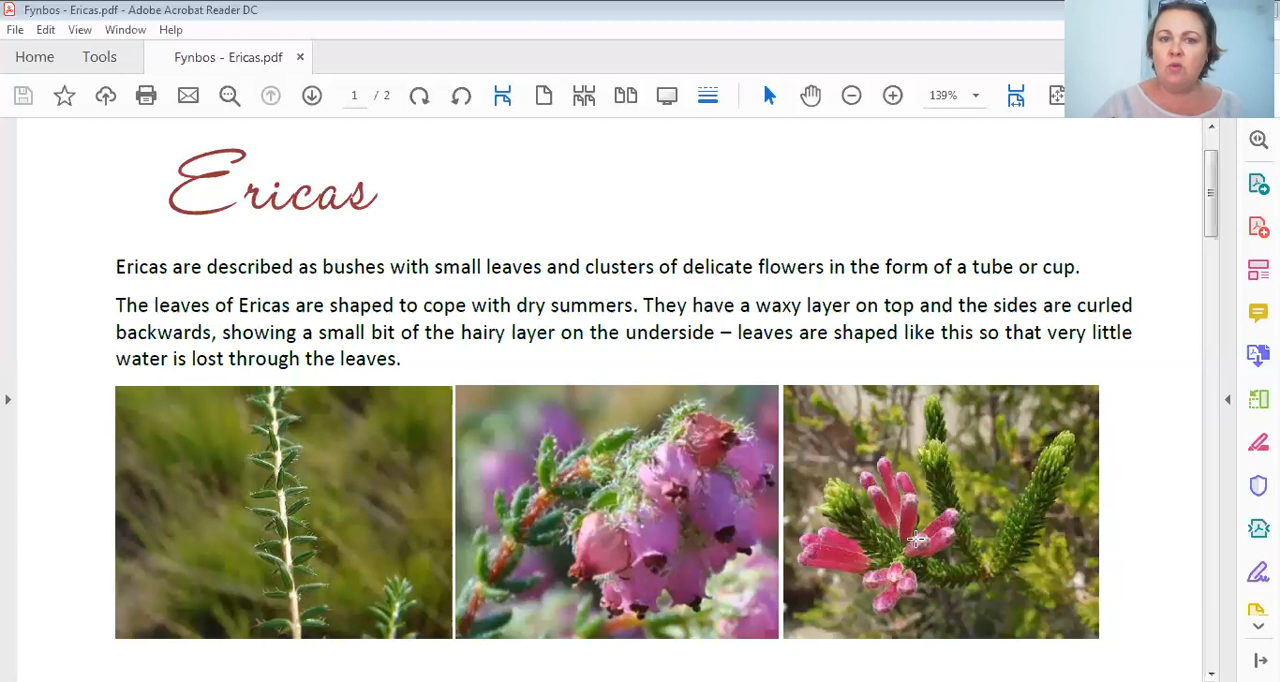 Fynbos - Ericas.pdf - Adobe Acrobat Reader DC
File Edit View Window Help
Home Tools Fynbos - Ericas.pdf ×
1 / 2 139%
Ericas
Ericas are described as bushes with small leaves and clusters of delicate flowers in the form of a tube or cup.
The leaves of Ericas are shaped to cope with dry summers. They have a waxy layer on top and the sides are curled
backwards, showing a small bit of the hairy layer on the underside – leaves are shaped like this so that very little
water is lost through the leaves.